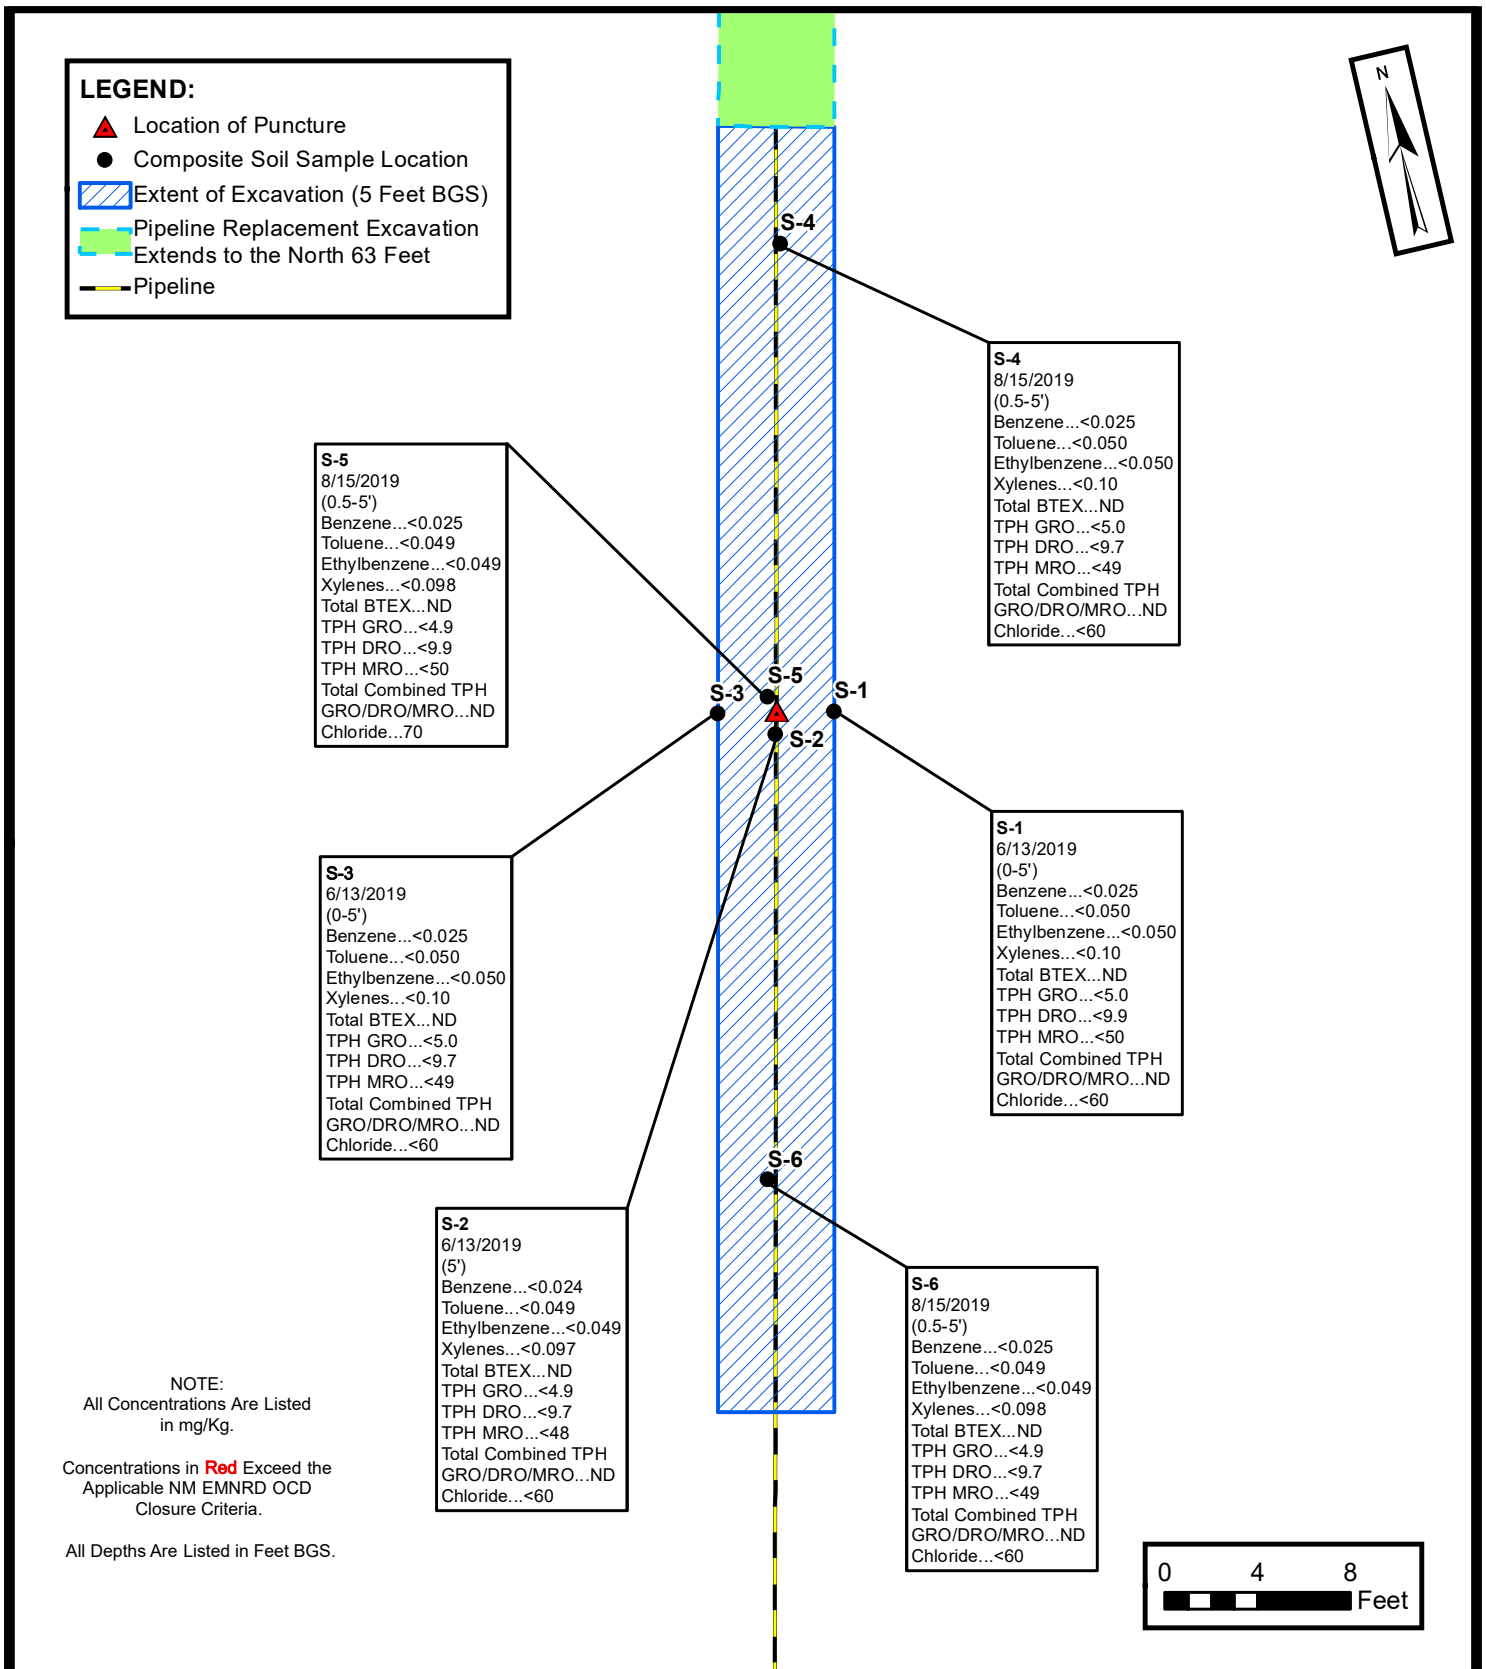 LEGEND:
Location of Puncture
Composite Soil Sample Location
Extent of Excavation (5 Feet BGS)
Pipeline Replacement Excavation
Extends to the North 63 Feet
Pipeline
N
S-4
S-4
8/15/2019
(0.5-5')
Benzene...<0.025
Toluene...<0.050
Ethylbenzene...<0.050
Xylenes...<0.10
Total BTEX...ND
TPH GRO...<5.0
TPH DRO...<9.7
TPH MRO...<49
Total Combined TPH
GRO/DRO/MRO...ND
Chloride...<60
S-5
8/15/2019
(0.5-5')
Benzene...<0.025
Toluene...<0.049
Ethylbenzene...<0.049
Xylenes...<0.098
Total BTEX...ND
TPH GRO...<4.9
TPH DRO...<9.9
TPH MRO...<50
Total Combined TPH
GRO/DRO/MRO...ND
Chloride...70
S-5
S-3
S-1
S-2
S-1
6/13/2019
(0-5')
Benzene...<0.025
Toluene...<0.050
Ethylbenzene...<0.050
Xylenes...<0.10
Total BTEX...ND
TPH GRO...<5.0
TPH DRO...<9.9
TPH MRO...<50
Total Combined TPH
GRO/DRO/MRO...ND
Chloride...<60
S-3
6/13/2019
(0-5')
Benzene...<0.025
Toluene...<0.050
Ethylbenzene...<0.050
Xylenes...<0.10
Total BTEX...ND
TPH GRO...<5.0
TPH DRO...<9.7
TPH MRO...<49
Total Combined TPH
GRO/DRO/MRO...ND
Chloride...<60
S-6
S-2
6/13/2019
(5')
Benzene...<0.024
Toluene...<0.049
Ethylbenzene...<0.049
Xylenes...<0.097
Total BTEX...ND
TPH GRO...<4.9
TPH DRO...<9.7
TPH MRO...<48
Total Combined TPH
GRO/DRO/MRO...ND
Chloride...<60
S-6
8/15/2019
(0.5-5')
Benzene...<0.025
Toluene...<0.049
Ethylbenzene...<0.049
Xylenes...<0.098
Total BTEX...ND
TPH GRO...<4.9
TPH DRO...<9.7
TPH MRO...<49
Total Combined TPH
GRO/DRO/MRO...ND
Chloride...<60
NOTE:
All Concentrations Are Listed
in mg/Kg.
Concentrations in Red Exceed the
Applicable NM EMNRD OCD
Closure Criteria.
All Depths Are Listed in Feet BGS.
0 4 8
Feet